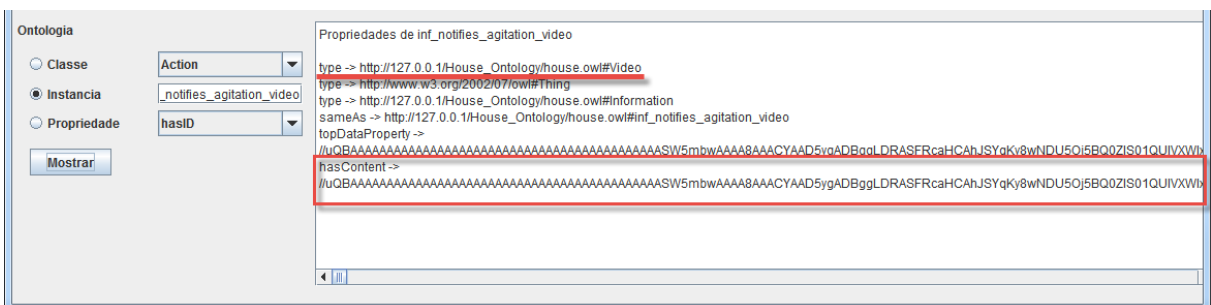 Ontologia
Classe
Action
Instancia
_notifies_agitation_video
Propriedade
hasID
Mostrar
Propriedades de inf_notifies_agitation_video
type -> http://127.0.0.1/House_Ontology/house.owl#Video
type -> http://www.w3.org/2002/07/owl#Thing
type -> http://127.0.0.1/House_Ontology/house.owl#Information
sameAs -> http://127.0.0.1/House_Ontology/house.owl#inf_notifies_agitation_video
topDataProperty ->
hasContent ->